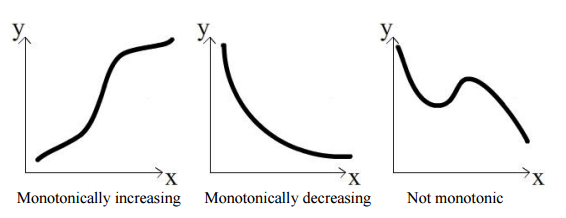 y
x
Monotonically increasing
y
x
Monotonically decreasing
y
x
Not monotonic